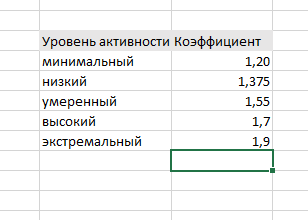 Уровень активности Коэффициент
минимальный 1,20
низкий 1,375
умеренный 1,55
высокий 1,7
экстремальный 1,9